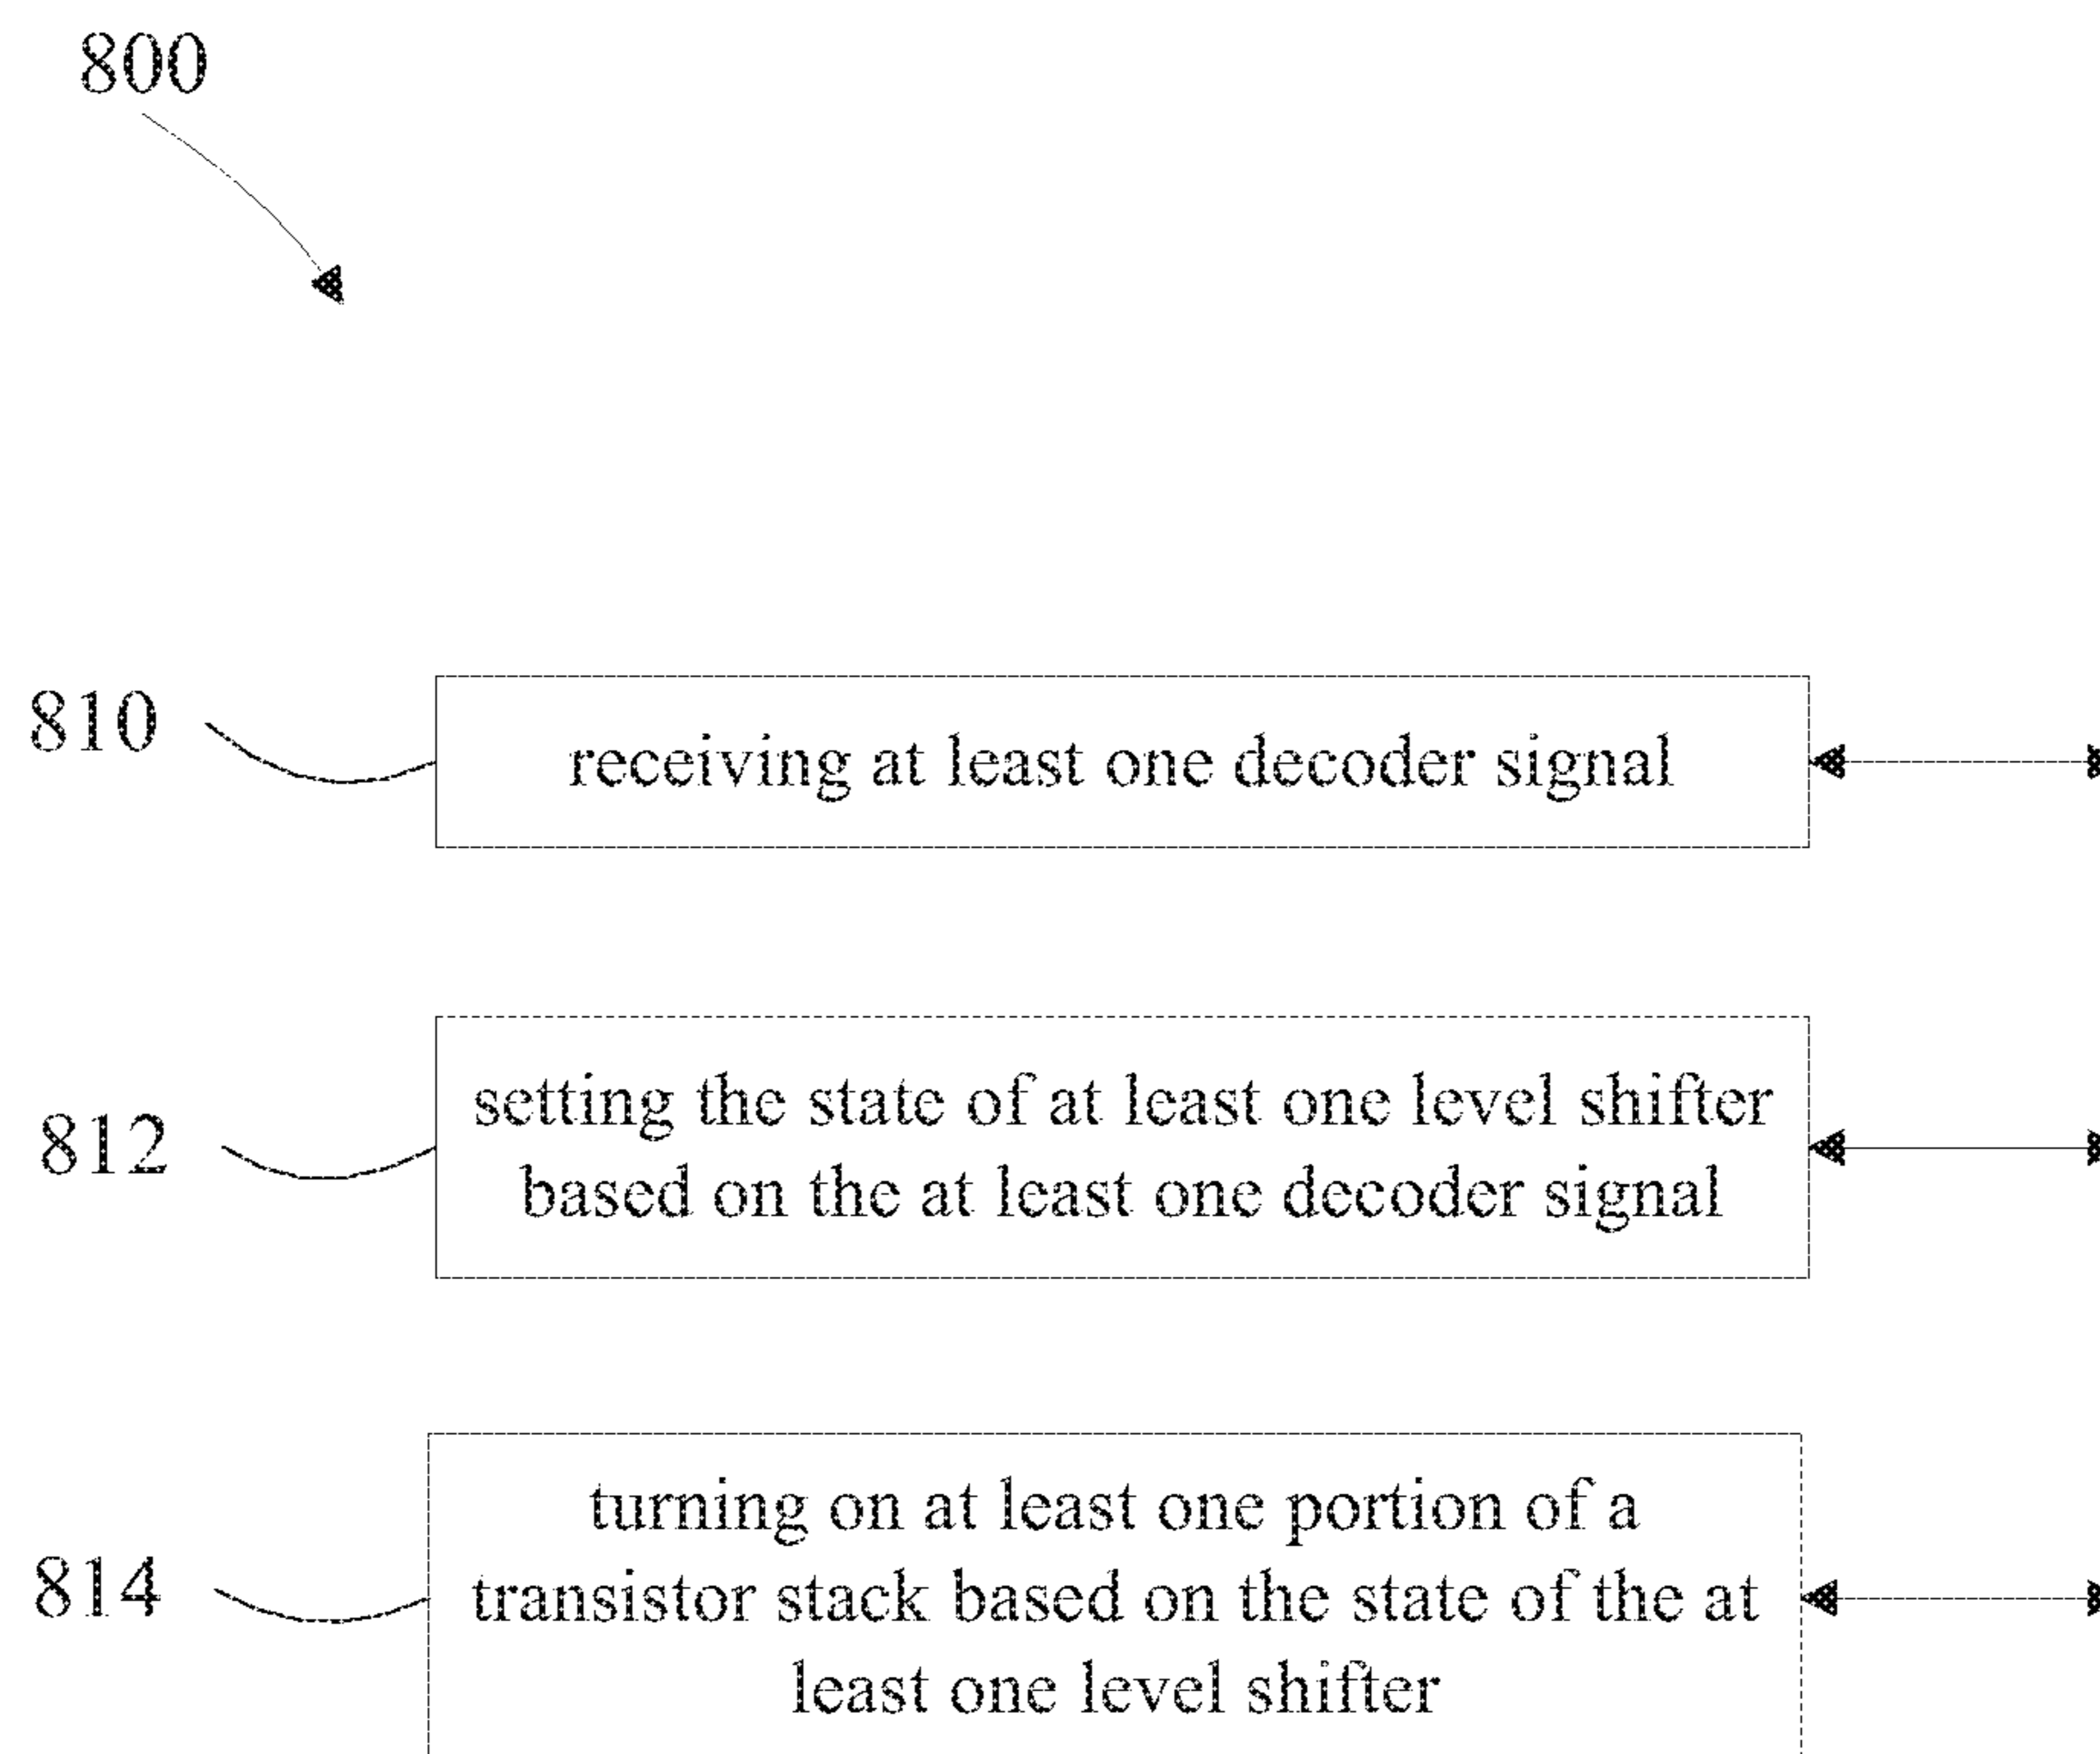 800
810
receiving at least one decoder signal
812
setting the state of at least one level shifter
based on the at least one decoder signal
814
turning on at least one portion of a
transistor stack based on the state of the at
least one level shifter